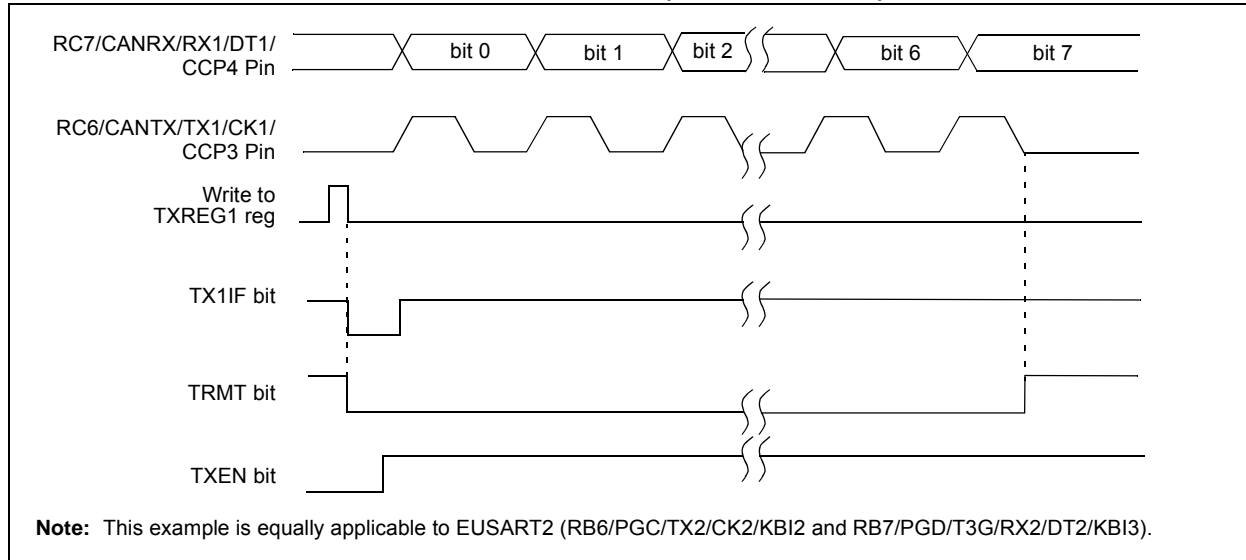 RC7/CANRX/RX1/DT1/
CCP4 Pin
bit 0
bit 1
bit 2
bit 6
bit 7
RC6/CANTX/TX1/CK1/
CCP3 Pin
Write to
TXREG1 reg
TX1IF bit
TRMT bit
TXEN bit
Note: This example is equally applicable to EUSART2 (RB6/PGC/TX2/CK2/KBI2 and RB7/PGD/T3G/RX2/DT2/KBI3).